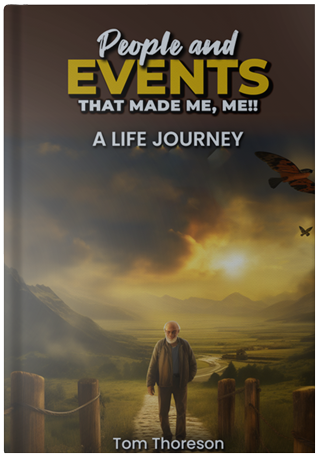 People and
EVENTS
THAT MADE ME, ME!!
A LIFE JOURNEY
Tom Thoreson